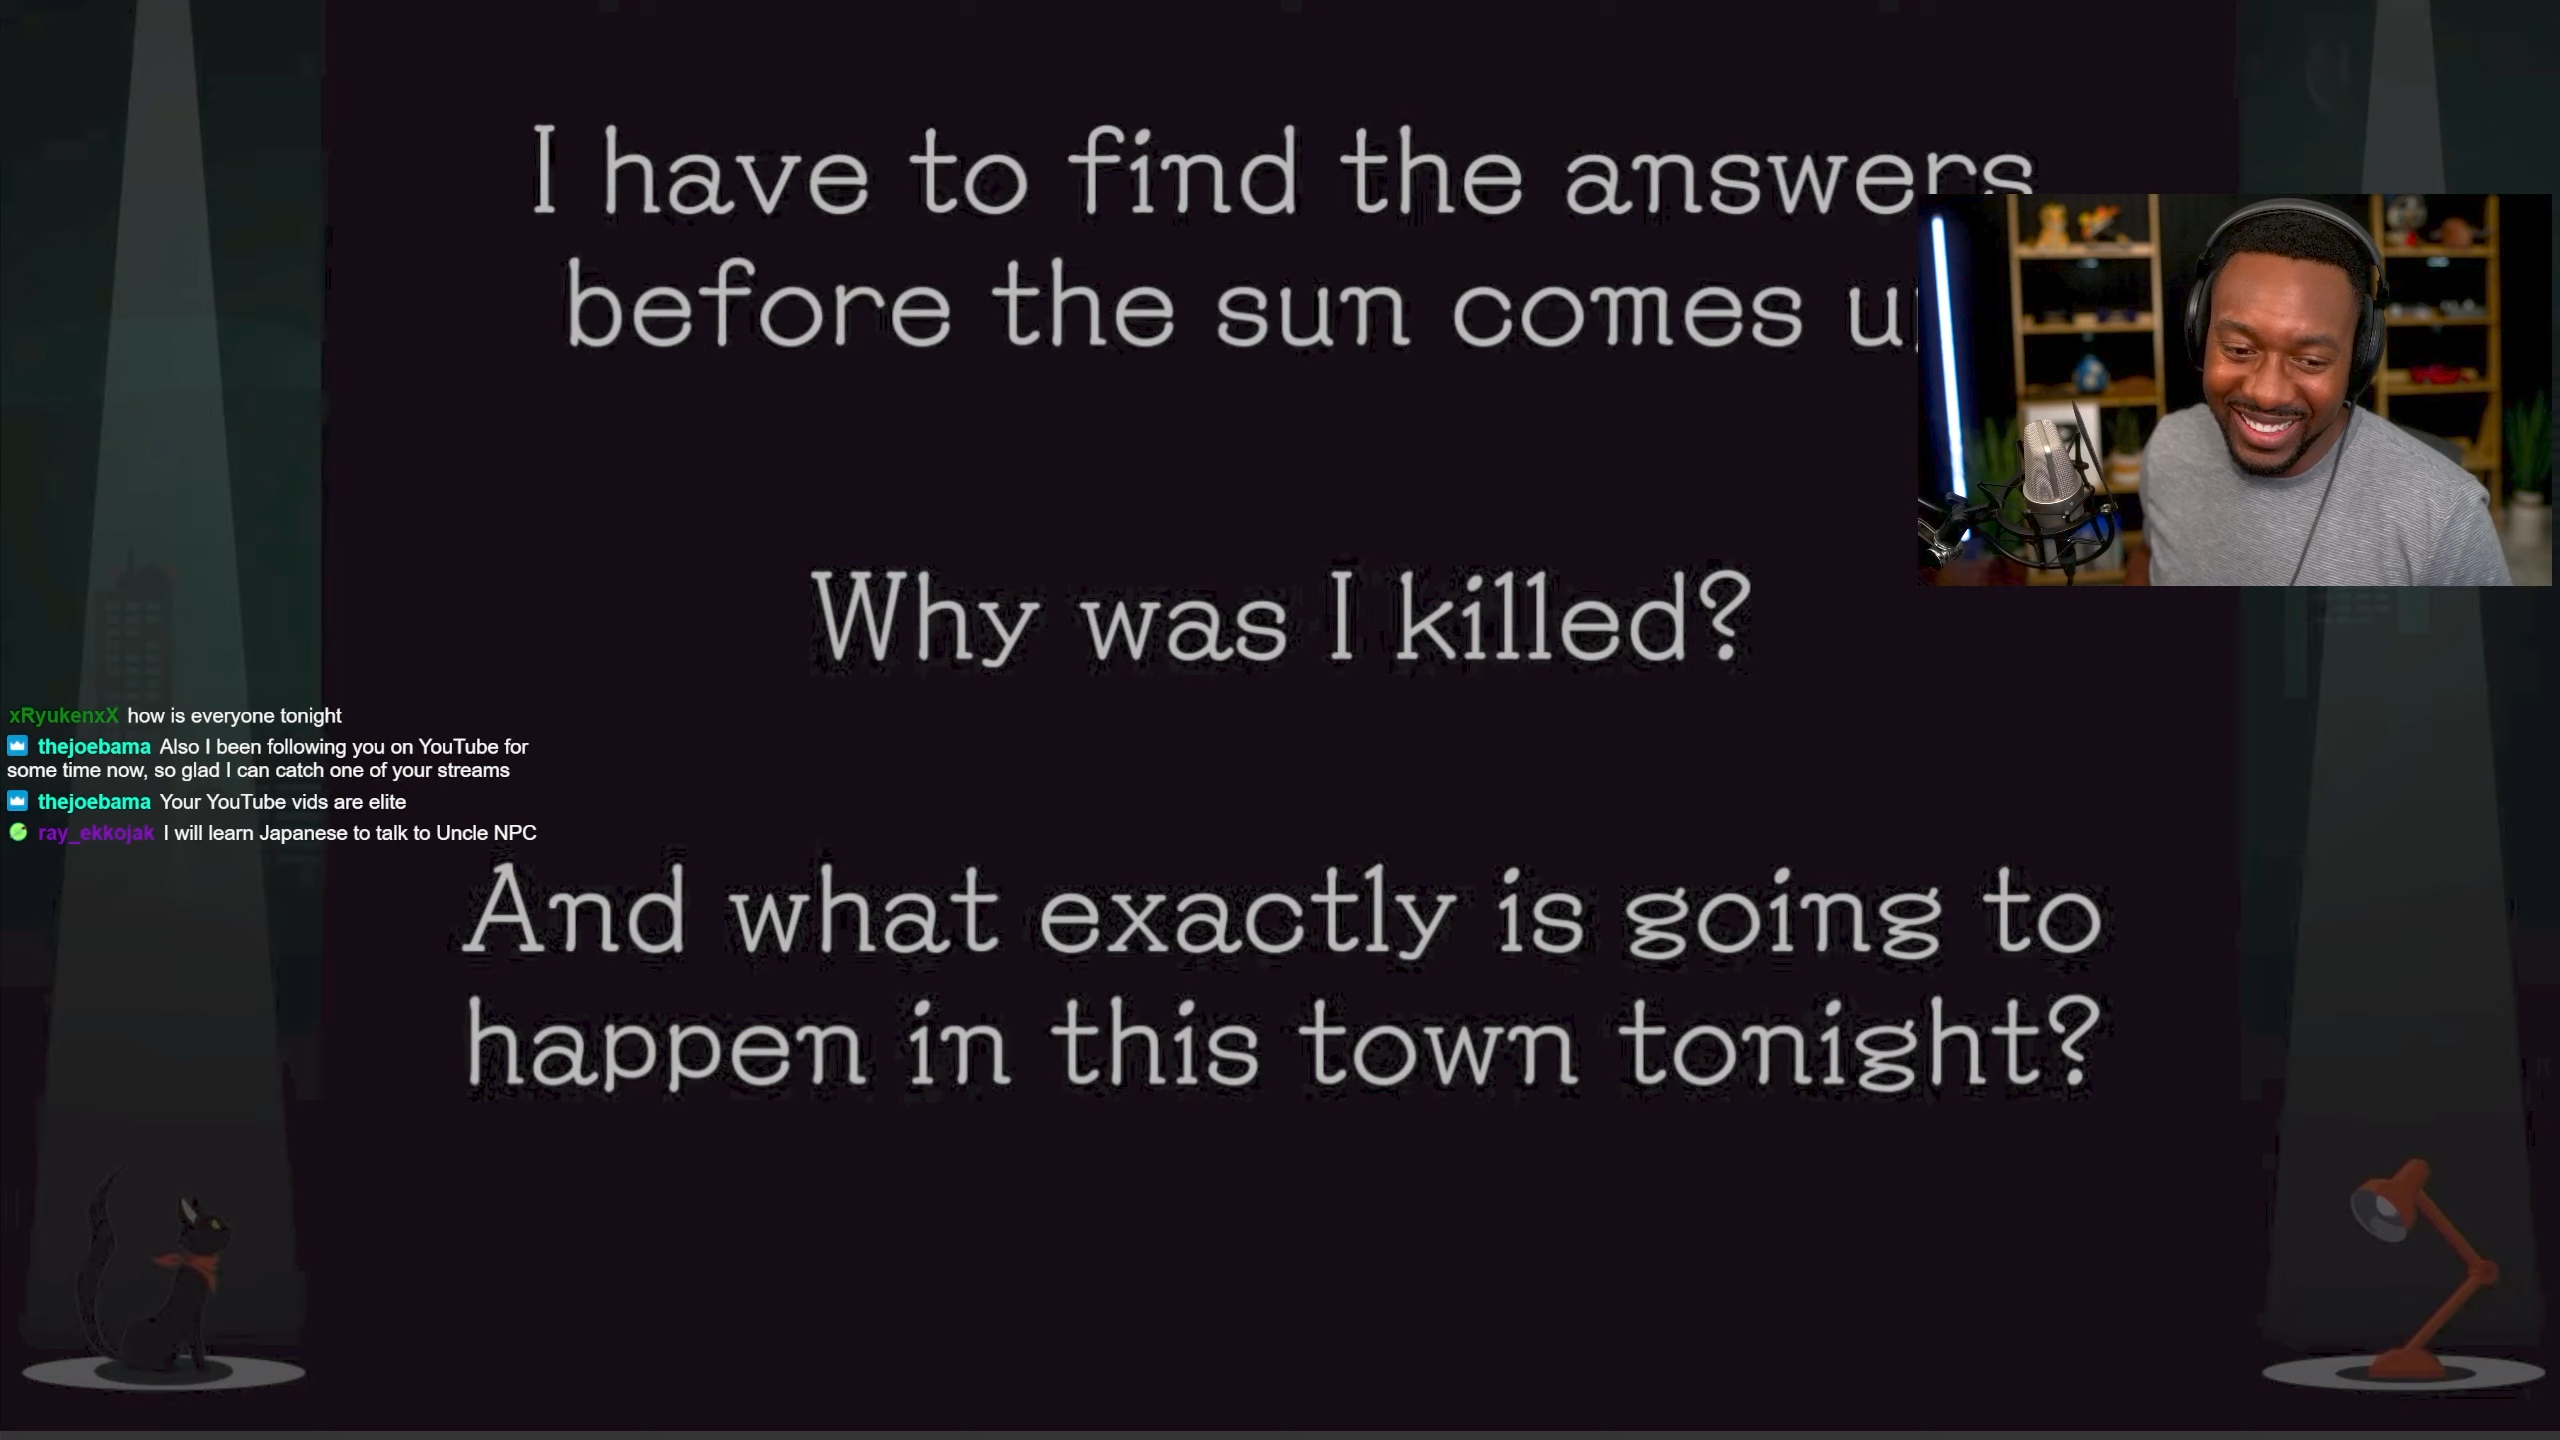 I have to find the answers
before the sun comes
Why was I killed?
xRyukenxX how is everyone tonight
thejoebama Also I been following you on YouTube for
some time now, so glad I can catch one of your streams
thejoebama Your YouTube vids are elite
ray_ekkojak I will learn Japanese to talk to Uncle NPC
And what exactly is going to
happen in this town tonight?